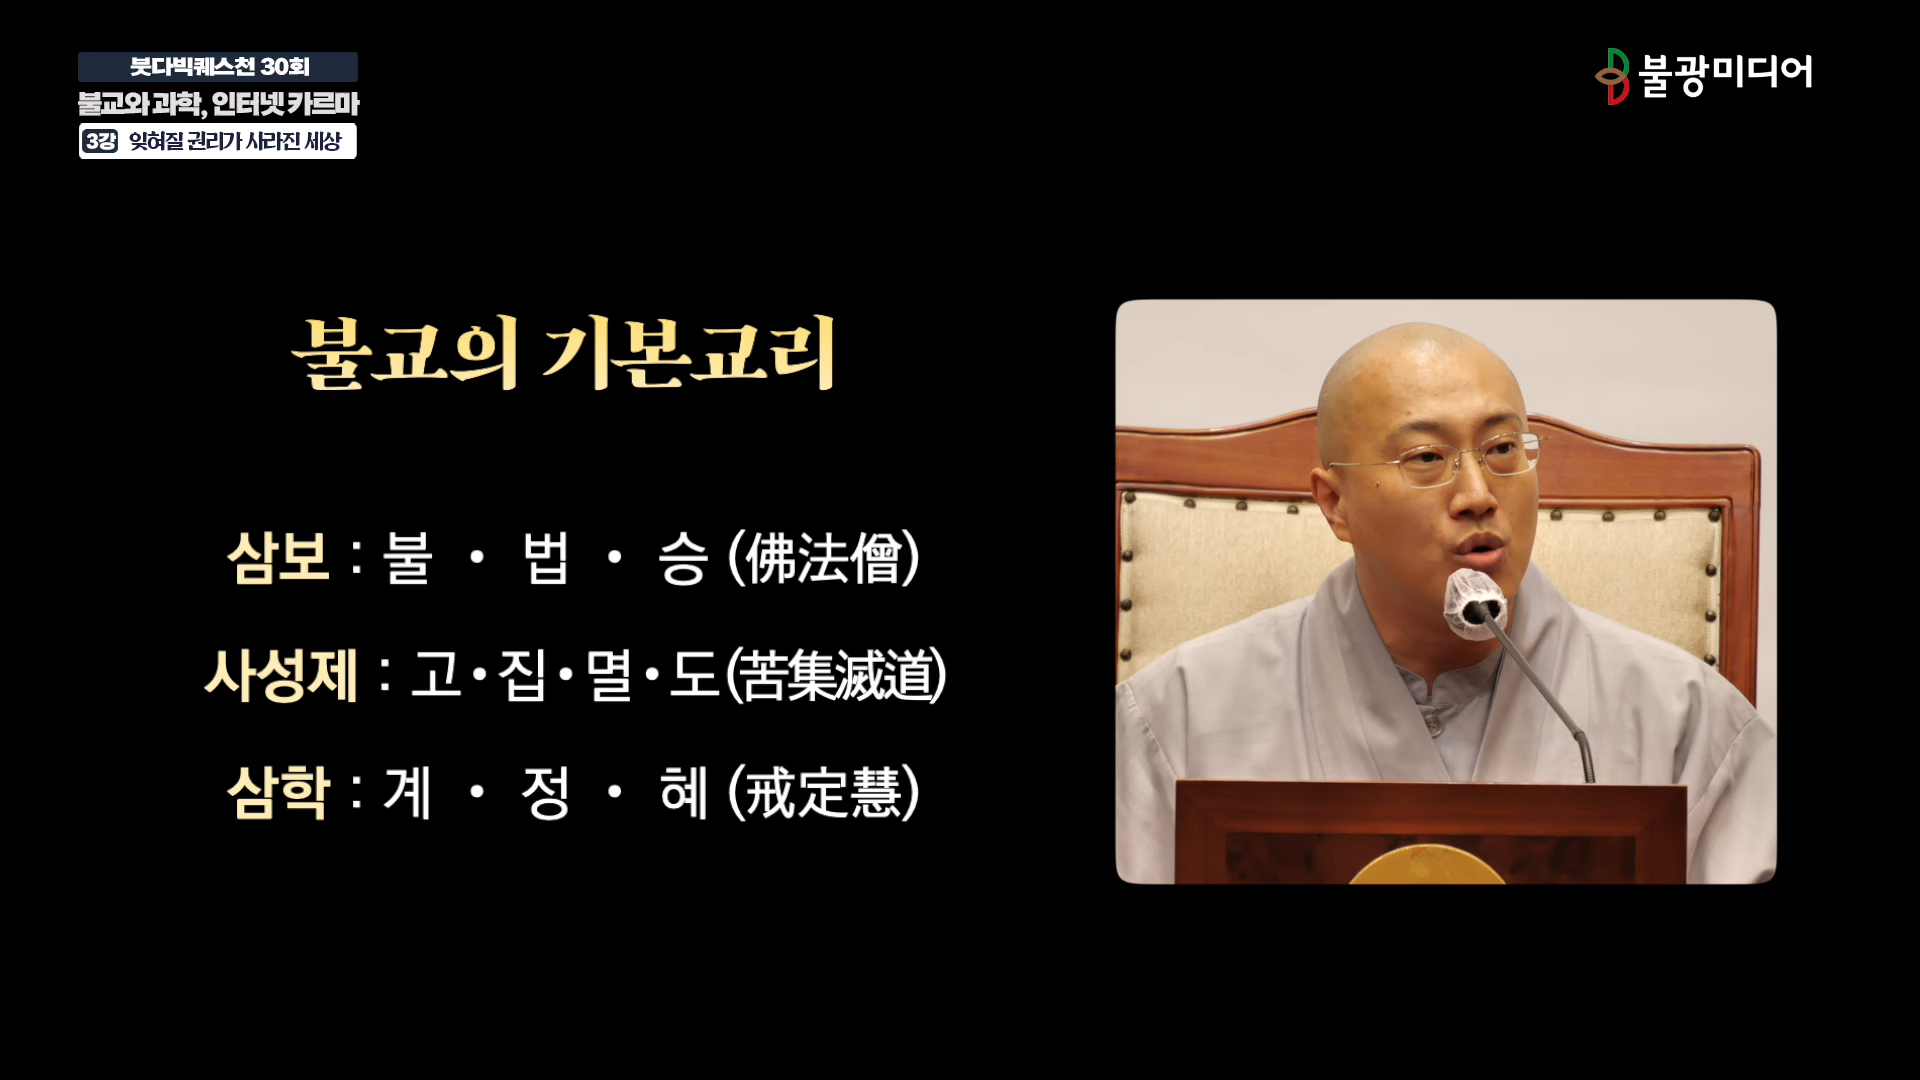 붓다빅퀘스천 30회
불교와 과학, 인터넷 카르마
3강 잊혀질 권리가 사라진 세상
불광미디어
불교의 기본교리
삼보 : 불 • 법 • 승 (佛法僧)
사성제 : 고 • 집 • 멸 • 도 (苦集滅道)
삼학 : 계 • 정 • 혜 (戒定慧)